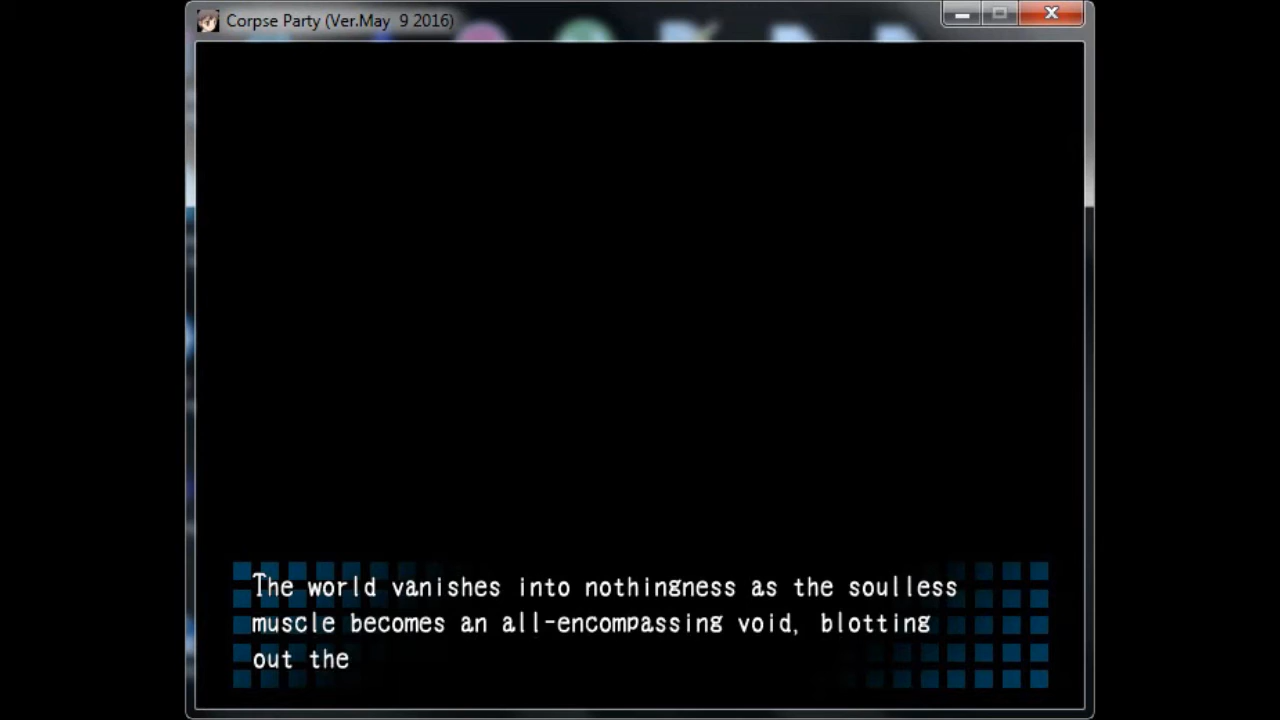 Corpse Party (Ver.May  9 2016)
The world vanishes into nothingness as the soulless
muscle becomes an all-encompassing void, blotting
out the